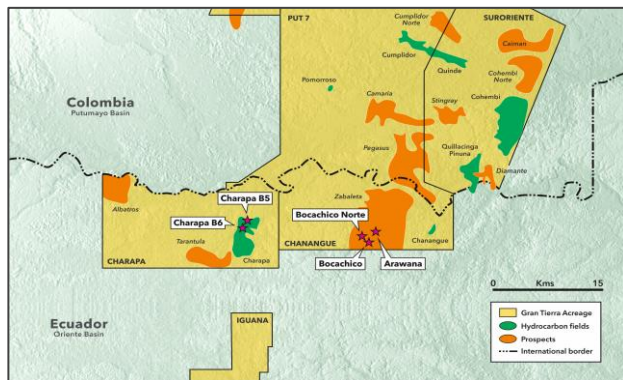 PUT 7
Cumplidor
Norte
SURORIENTE
Caiman
Cumplidor
Quinde
Cohembi
Norte
Pomorroso
Colombia
Putumayo Basin
Camaria
Stingray
Cohembi
Pegasus
Quillacinga
Pinuna
Diamante
Albatros
Charapa B5
Charapa B6
Zabaleta
Bocachico Norte
Chanangue
Tarantula
Charapa
CHARAPA
CHANANGUE
Bocachico
Arawana
0 Kms 15
Ecuador
Oriente Basin
IGUANA
Gran Tierra Acreage
Hydrocarbon fields
Prospects
International border